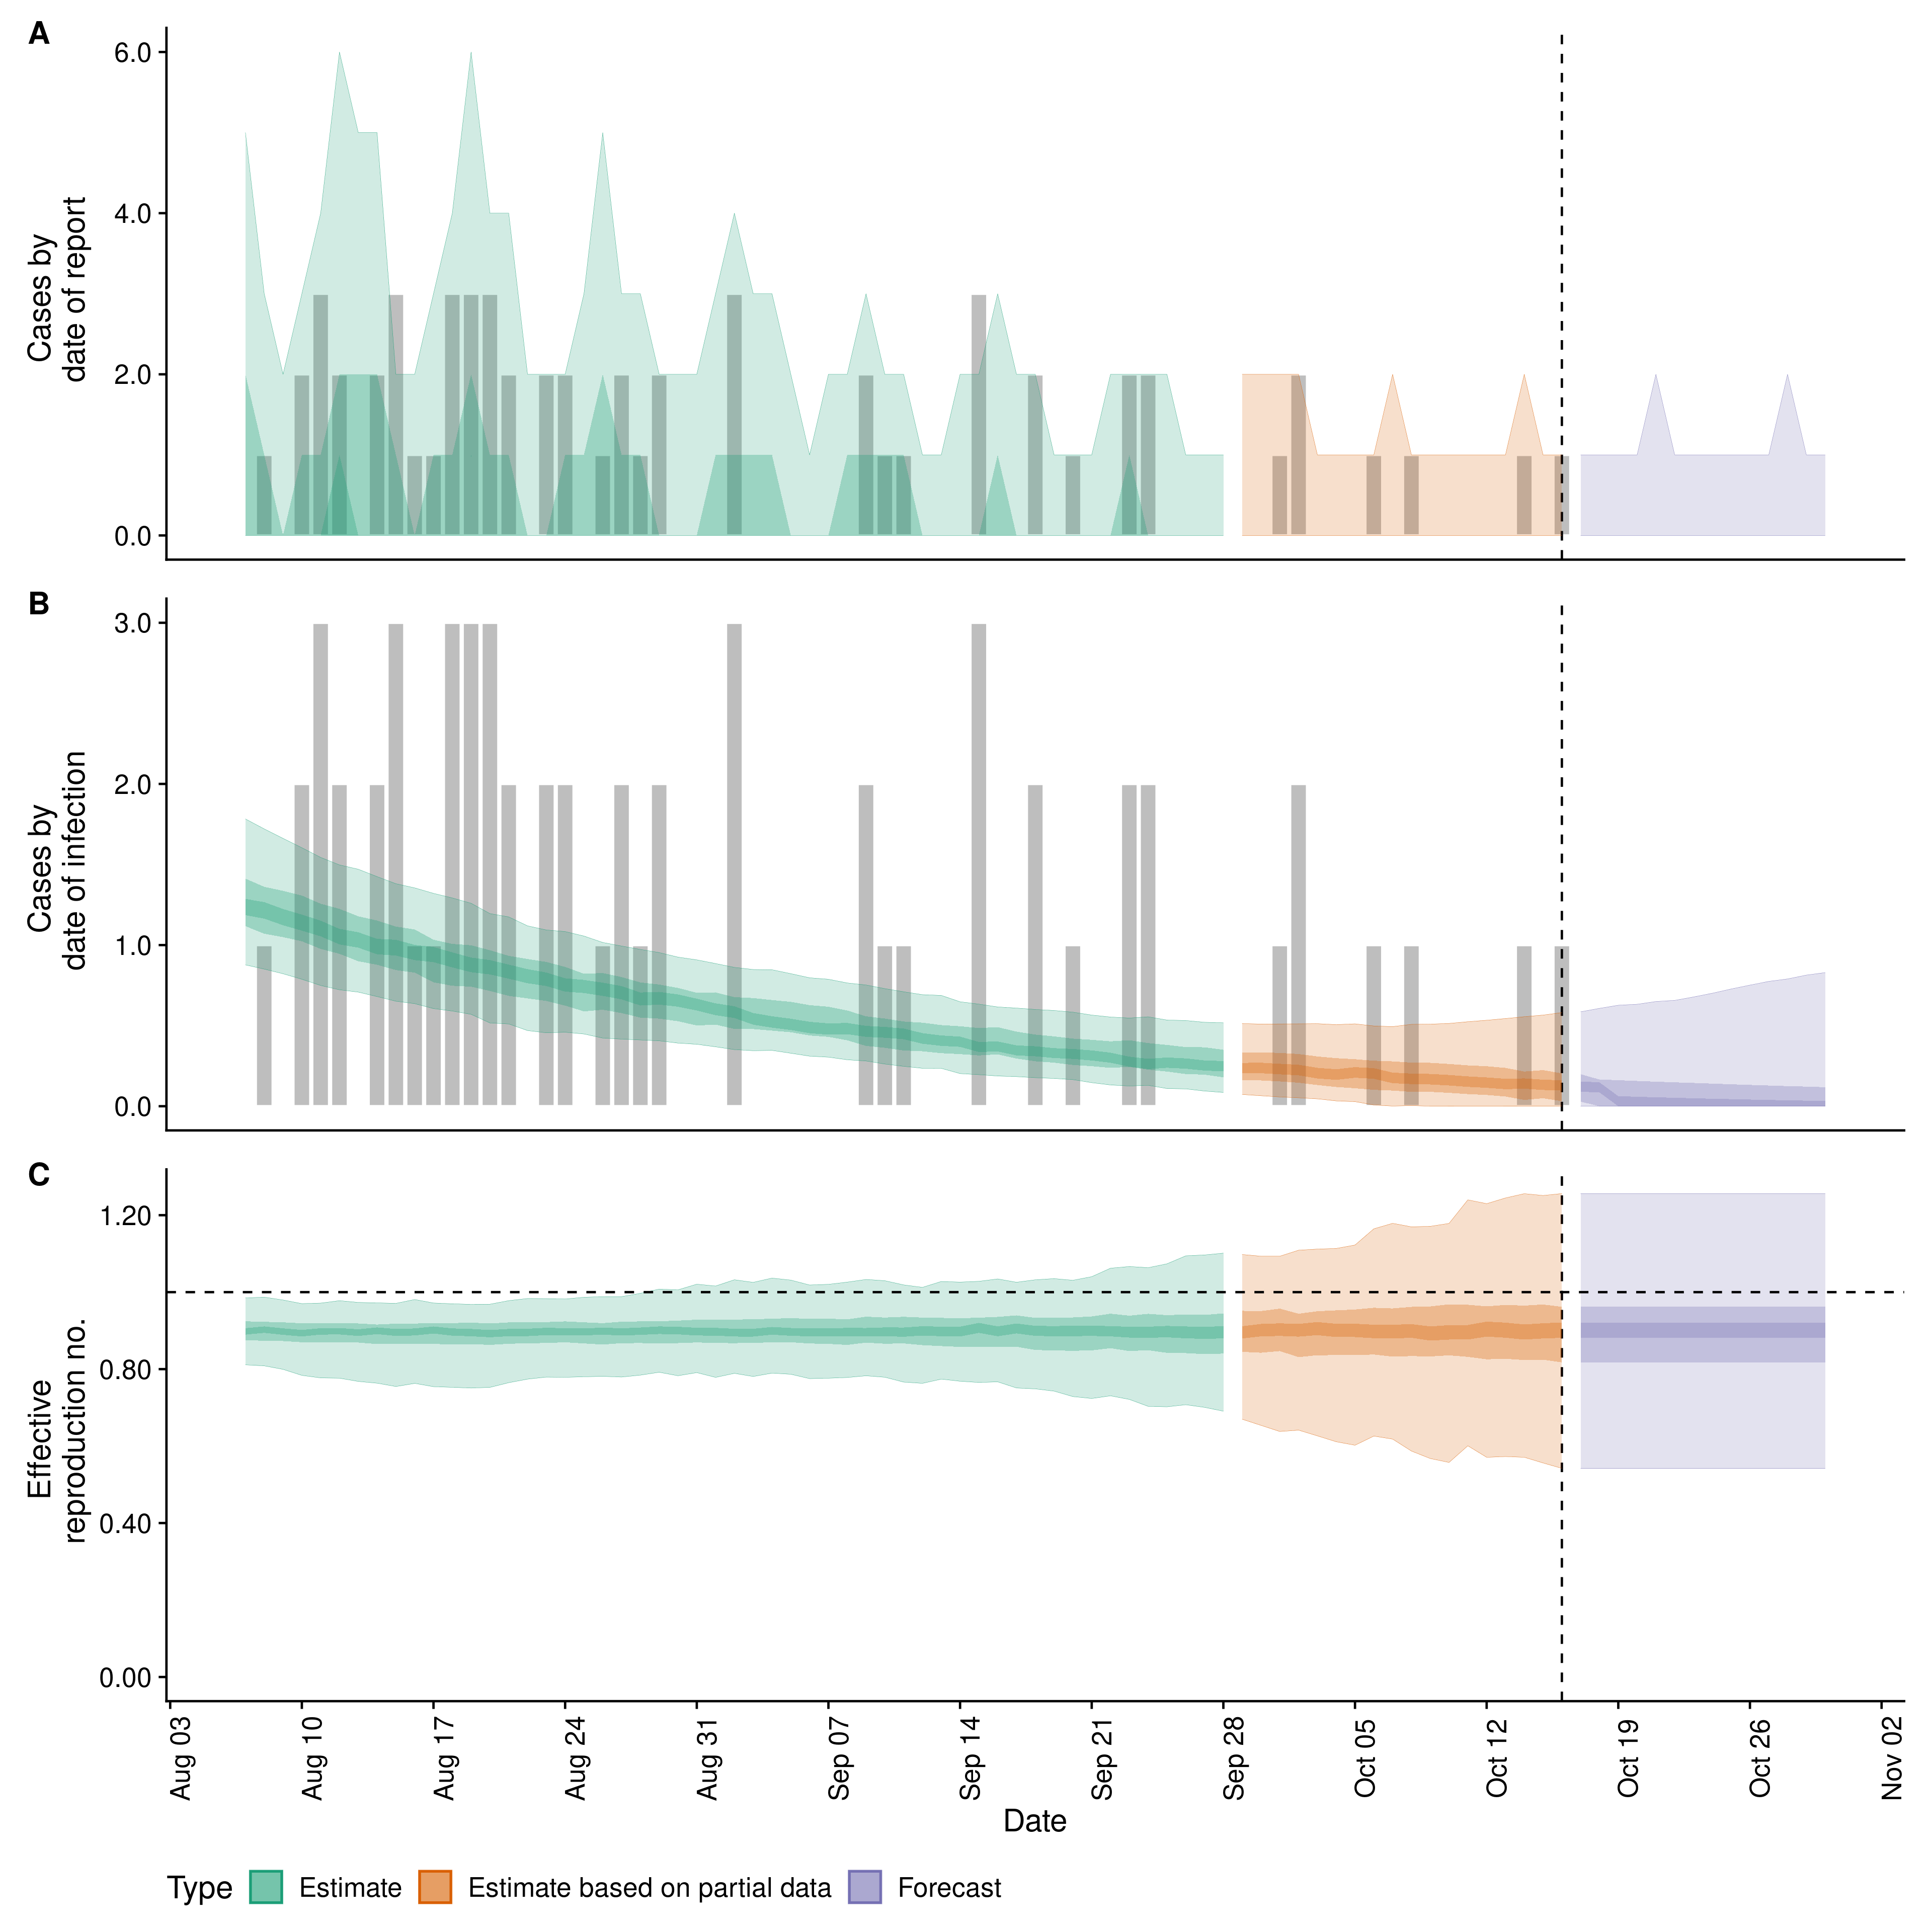 A
Cases by
date of report
6.0
4.0
2.0
0.0
B
Cases by
date of infection
3.0
2.0
1.0
0.0
C
Effective
reproduction no.
1.20
0.80
0.40
0.00
Aug 03
Aug 10
Aug 17
Aug 24
Aug 31
Sep 07
Sep 14
Sep 21
Sep 28
Oct 05
Oct 12
Oct 19
Oct 26
Nov 02
Date
Type Estimate Estimate based on partial data Forecast